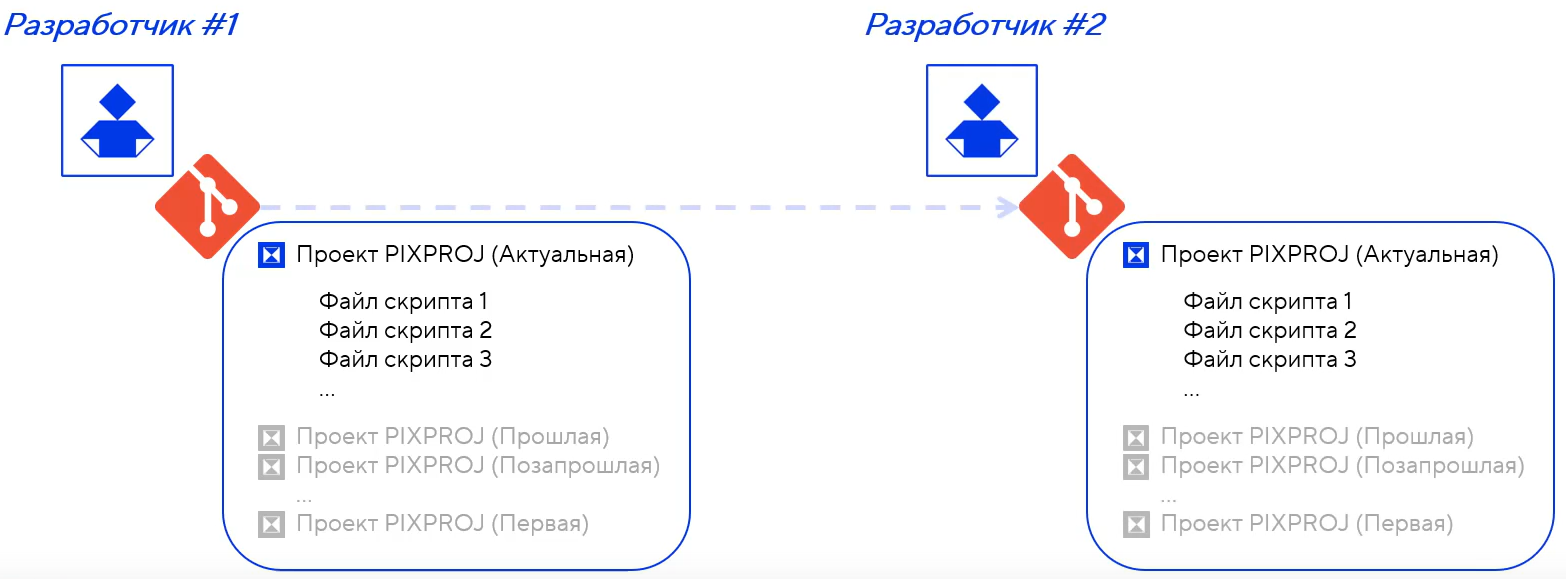 Разработчик #1
Проект PIXPROJ (Актуальная)
Файл скрипта 1
Файл скрипта 2
Файл скрипта 3
...
Проект PIXPROJ (Прошлая)
Проект PIXPROJ (Позапрошлая)
...
Проект PIXPROJ (Первая)
Разработчик #2
Проект PIXPROJ (Актуальная)
Файл скрипта 1
Файл скрипта 2
Файл скрипта 3
...
Проект PIXPROJ (Прошлая)
Проект PIXPROJ (Позапрошлая)
...
Проект PIXPROJ (Первая)